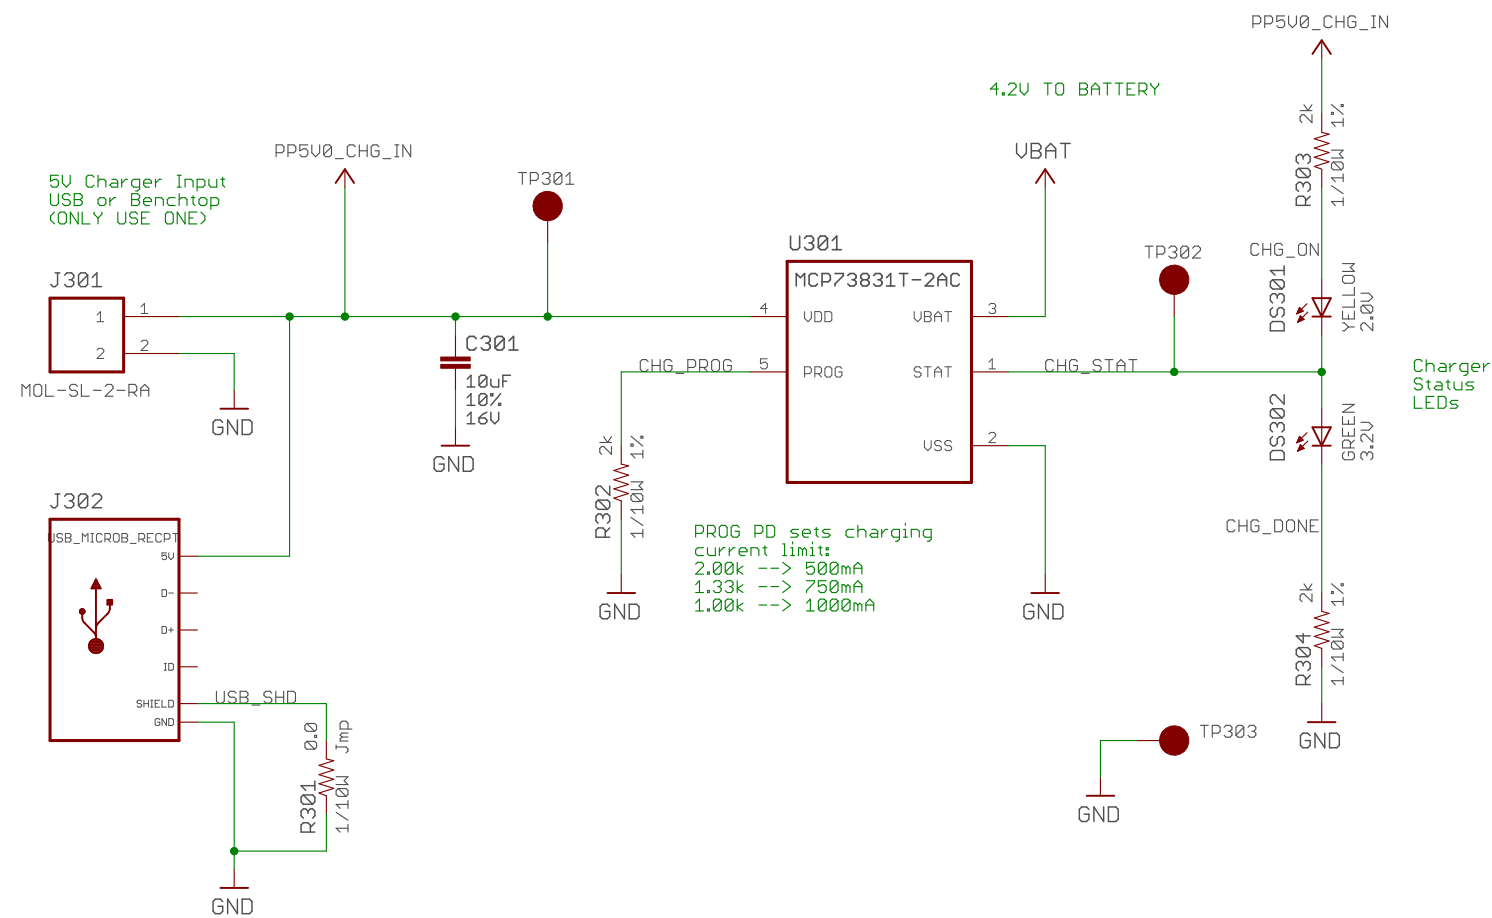 5V Charger Input
USB or Benchtop
(ONLY USE ONE)
J301
1
2
1
2
MOL-SL-2-RA
GND
PP5V0_CHG_IN
TP301
C301
10uF
10%
16V
GND
J302
USB_MICROB_RECPT
5V
D-
D+
ID
SHIELD
GND
USB_SHD
0.0
Jmp
R301
1/10W
GND
CHG_PROG
2k
1%
R302
1/10W
GND
U301
MCP73831T-2AC
4
VDD
5
PROG
VBAT
3
STAT
1
VSS
2
PROG PD sets charging
current limit:
2.00k --> 500mA
1.33k --> 750mA
1.00k --> 1000mA
4.2V TO BATTERY
VBAT
CHG_STAT
TP302
GND
PP5V0_CHG_IN
2k
1%
R303
1/10W
CHG_ON
DS301
YELLOW
2.0V
Charger
Status
LEDs
DS302
GREEN
3.2V
CHG_DONE
2k
1%
R304
1/10W
GND
TP303
GND